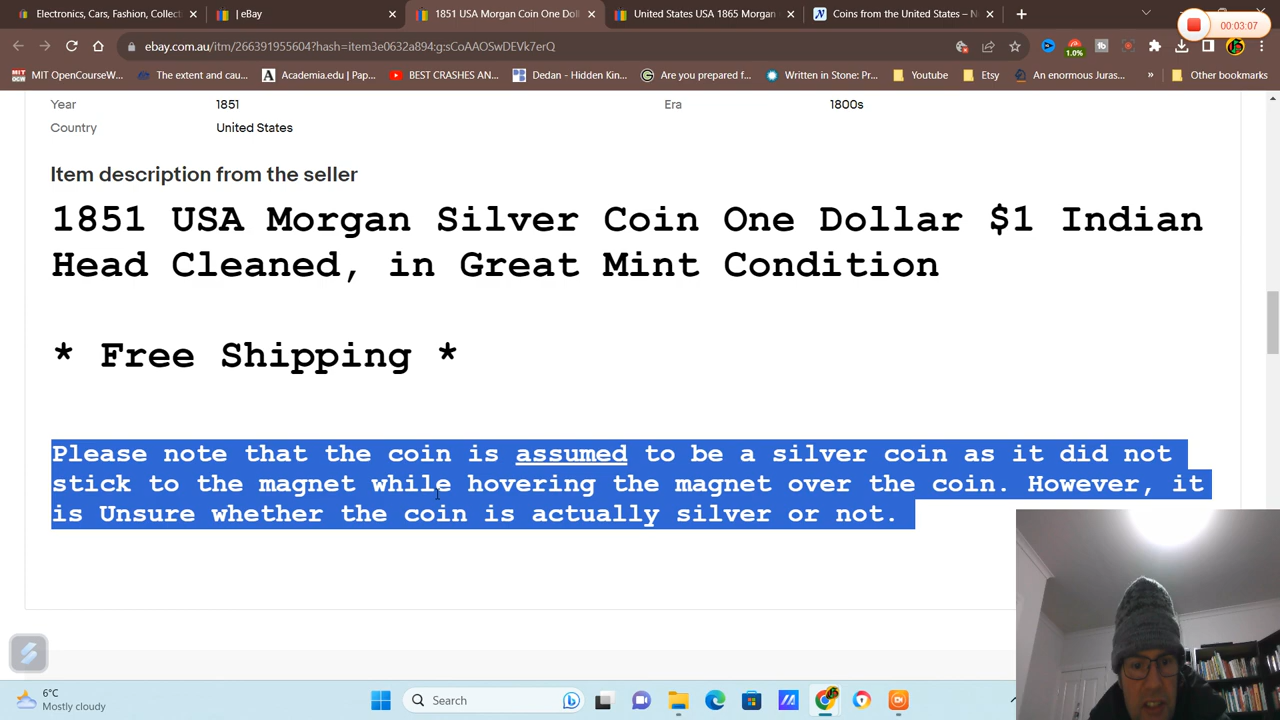 Electronics, Cars, Fashion, Collect
| eBay
1851 USA Morgan Coin One Dol
United States USA 1865 Morgan
Coins from the United States – N
00:03:07
ebay.com.au/itm/266391955604?hash=item3e0632a894:g:sCoAAOSwDEVk7erQ
1.0%
MIT OpenCourseW...
The extent and cau...
Academia.edu | Pap...
BEST CRASHES AN...
Dedan - Hidden Kin...
Are you prepared f...
Written in Stone: Pr...
Youtube
Etsy
An enormous Juras...
Other bookmarks
Year 1851 Era 1800s
Country United States
Item description from the seller
1851 USA Morgan Silver Coin One Dollar $1 Indian
Head Cleaned, in Great Mint Condition
* Free Shipping *
Please note that the coin is assumed to be a silver coin as it did not
stick to the magnet while hovering the magnet over the coin. However, it
is Unsure whether the coin is actually silver or not.
6°C
Mostly cloudy
Search